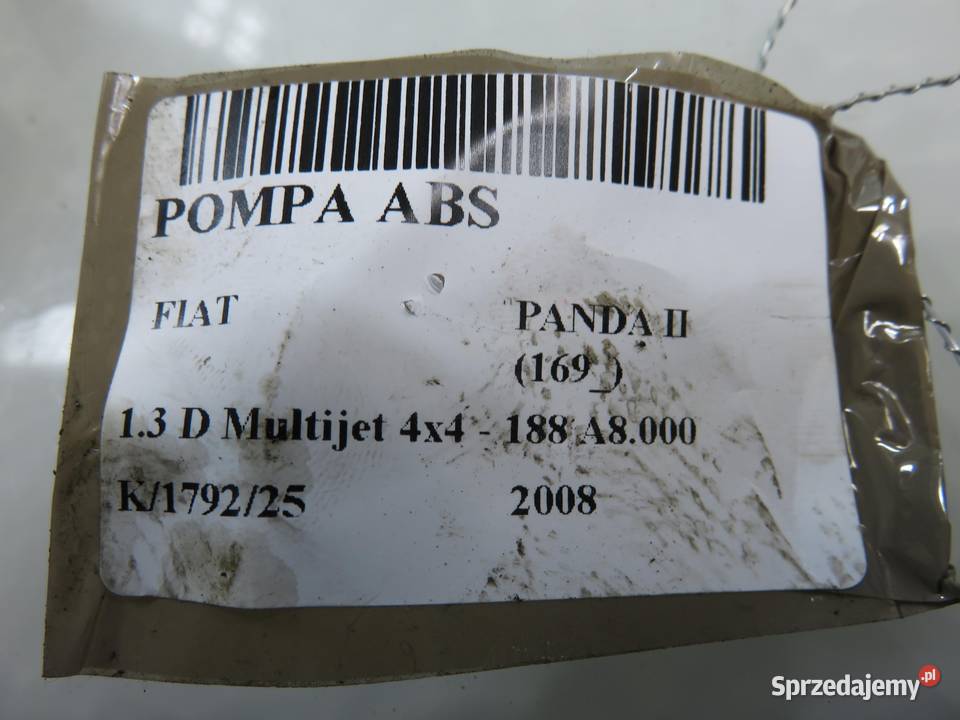 POMPA ABS
FIAT PANDA II
(169_)
1.3 D Multijet 4x4 - 188 A8.000
K/1792/25 2008
Sprzedajemy.pl